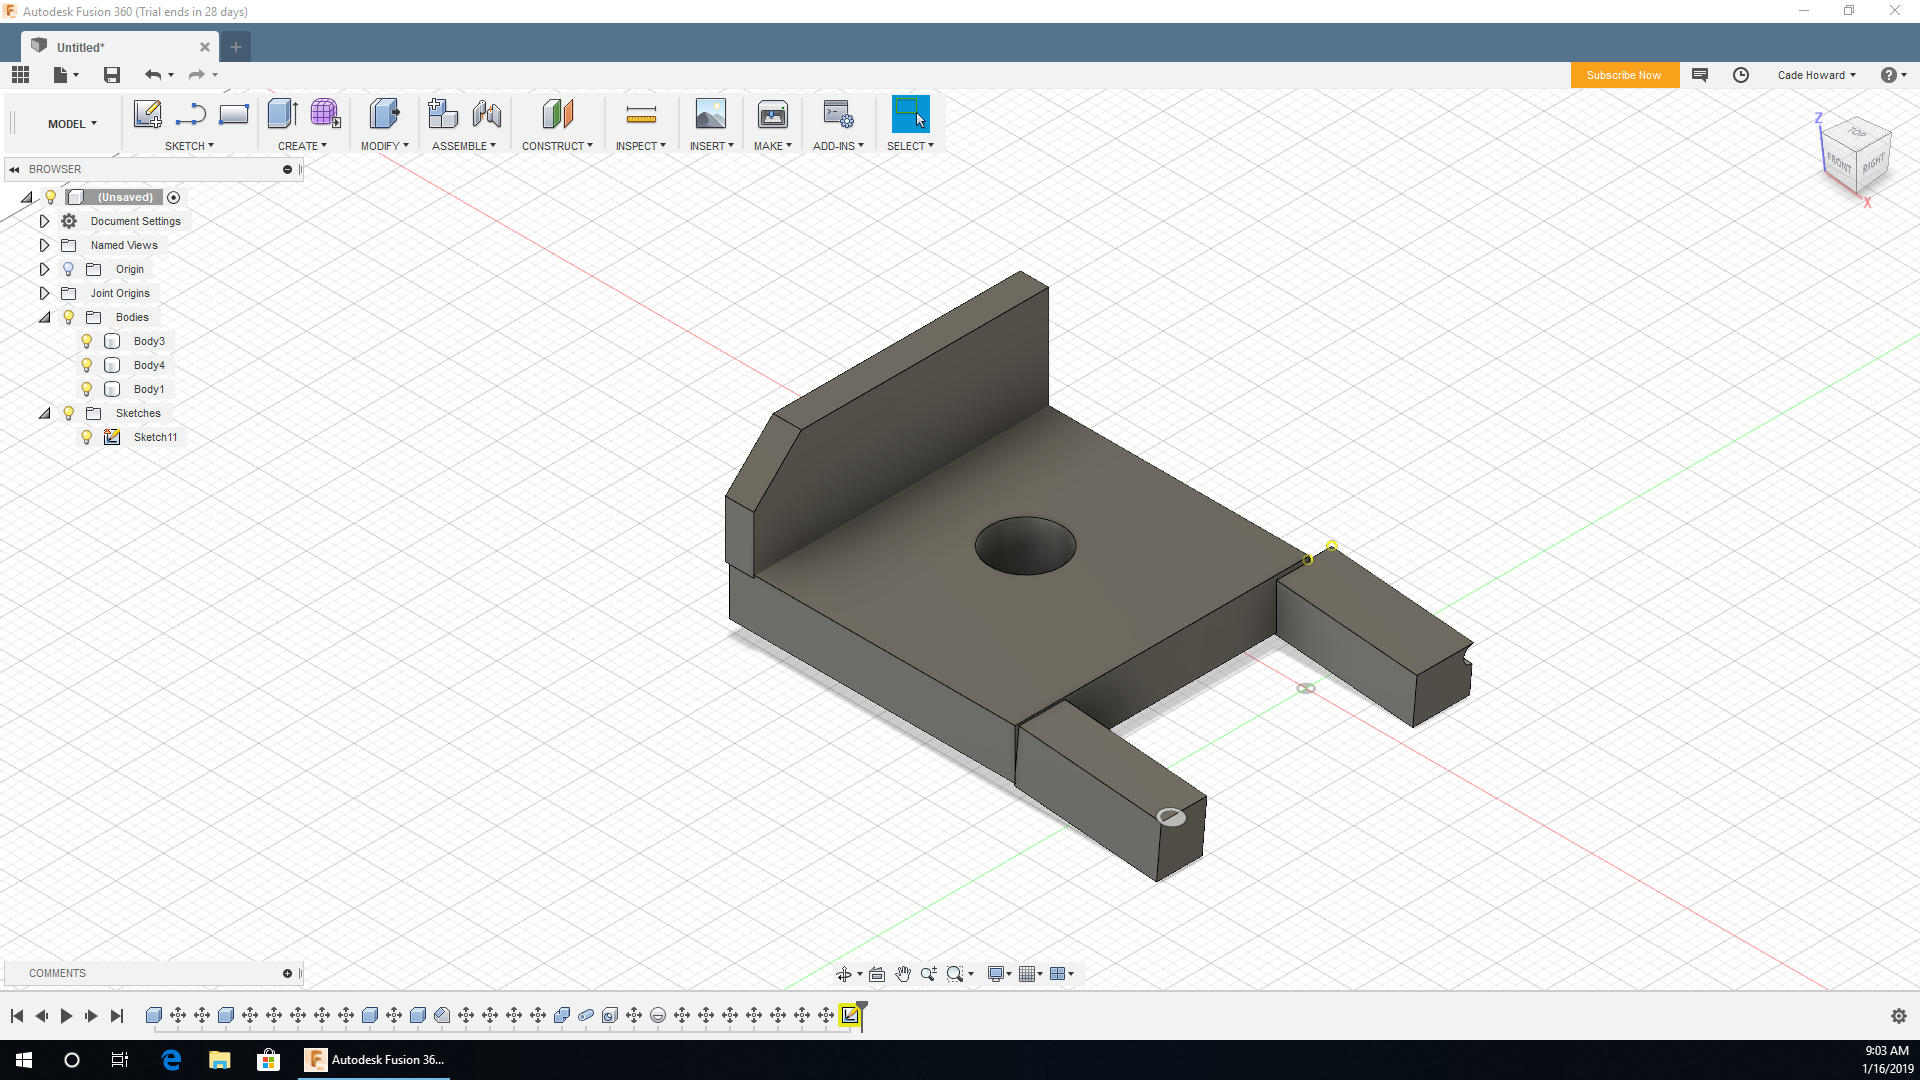 Autodesk Fusion 360 (Trial ends in 28 days)
Untitled*
Subscribe Now
Cade Howard
MODEL
SKETCH
CREATE
MODIFY
ASSEMBLE
CONSTRUCT
INSPECT
INSERT
MAKE
ADD-INS
SELECT
BROWSER
(Unsaved)
Document Settings
Named Views
Origin
Joint Origins
Bodies
Body3
Body4
Body1
Sketches
Sketch11
Z
TOP
FRONT
RIGHT
X
COMMENTS
Autodesk Fusion 36...
9:03 AM
1/16/2019